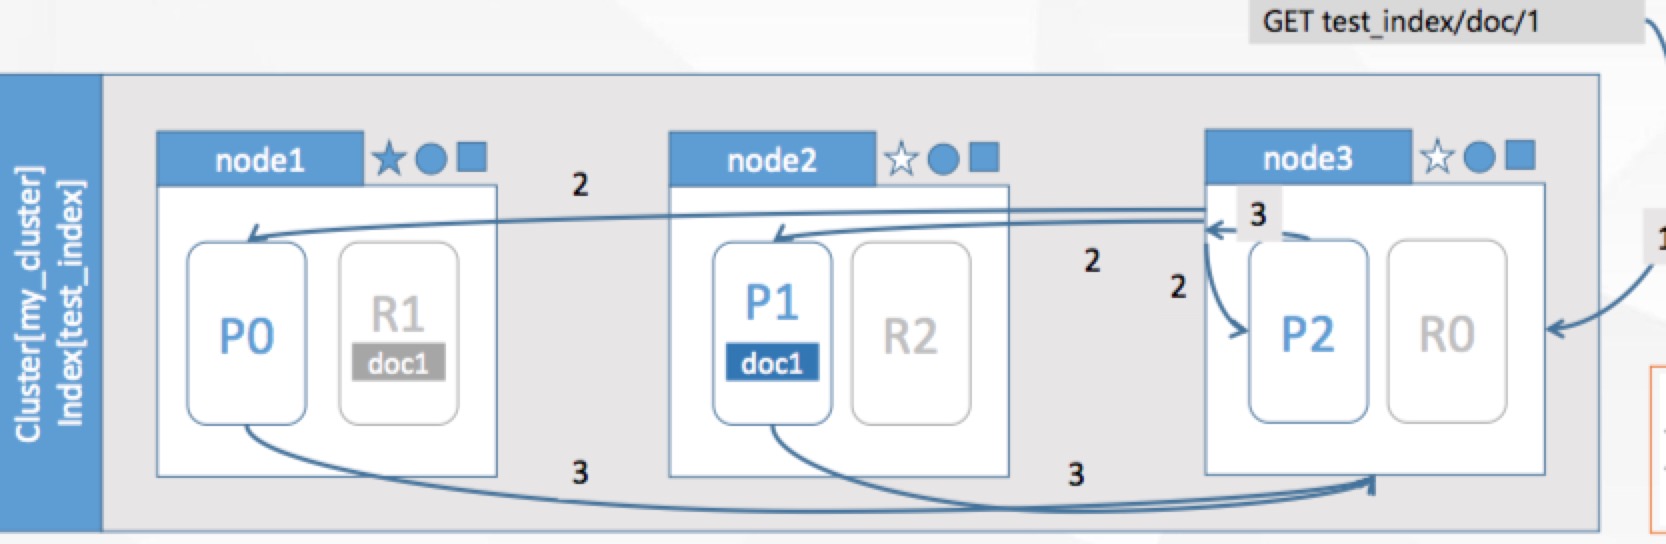 GET test_index/doc/1
Cluster[my_cluster]
Index[test_index]
node1
node2
node3
2
3
1
P0
R1
doc1
P1
doc1
R2
2
2
P2
R0
3
3